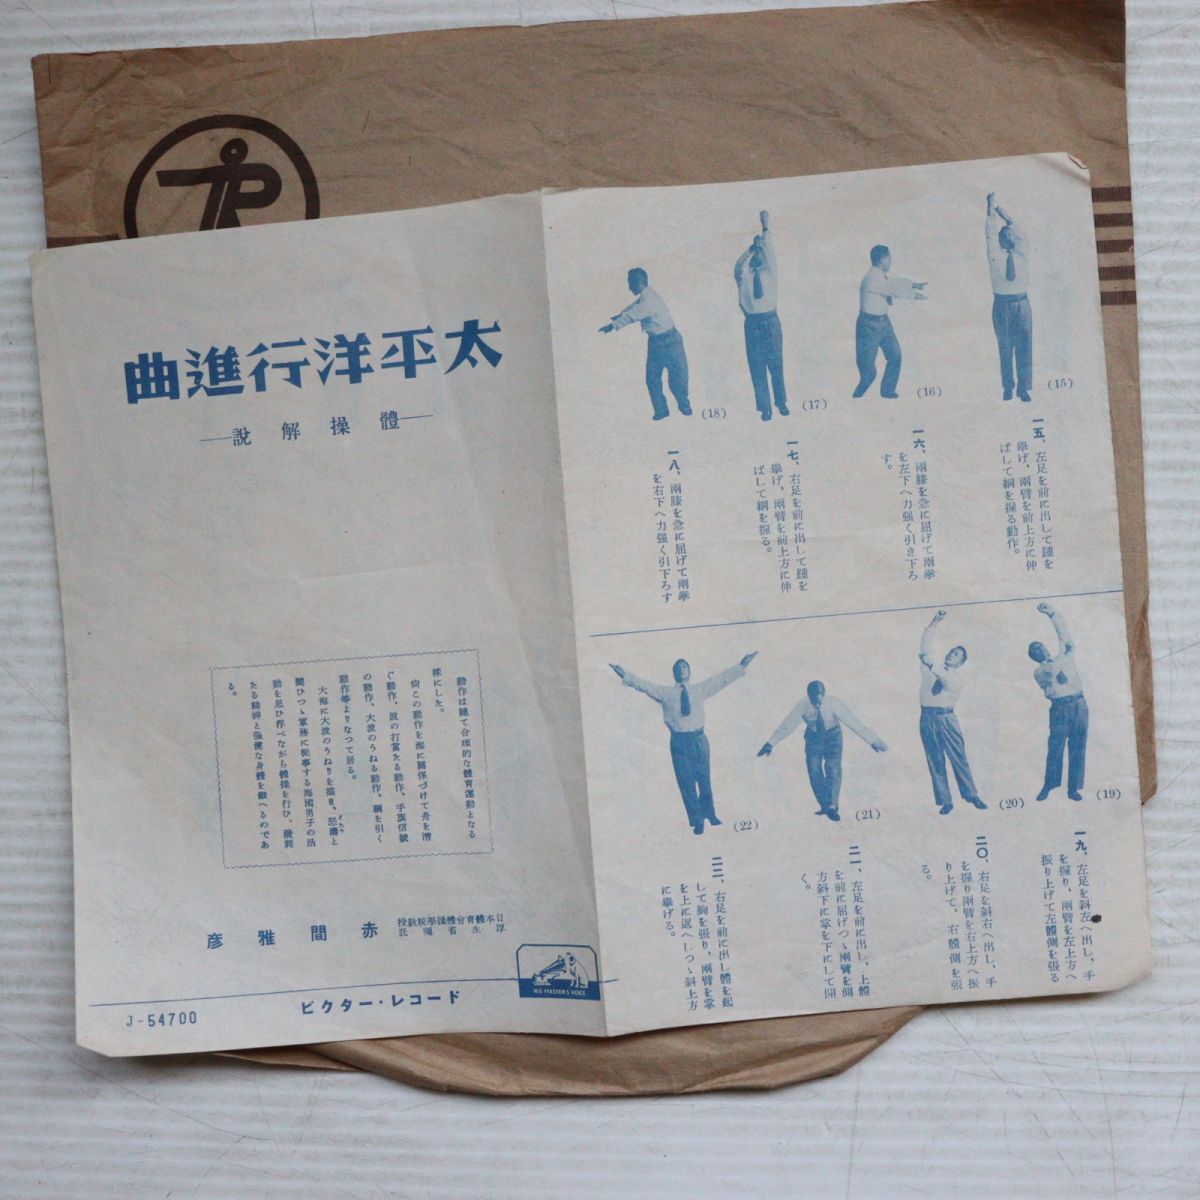 太平洋行進曲
―體操解說―
動作は總て合理的な體育運動となる
樣にした。
尙この動作を海に關係づけて舟を漕
ぐ動作、波の打當たる動作、手旗信號
の動作、大波のうねる動作、綱を引く
動作等よりなつて居る。
大海に大波のうねりを描き、怒濤と
鬪ひつゝ軍務に從事する海國男子の活
動を思ひ浮べながら體操を行ひ、潑剌
たる精神と强健な身體を鍛へるのであ
る。
日本體育會體操學校敎授
厚生省囑託
赤間雅彥
HIS MASTER'S VOICE
ビクター・レコード
J-54700
(15)
(16)
(17)
(18)
一五、左足を前に出して踵を
擧げ、兩臂を前上方に伸
ばして綱を握る動作。
一六、兩膝を急に屈げて兩拳
を左下へ力强く引き下ろ
す。
一七、右足を前に出して踵を
擧げ、兩臂を前上方に伸
ばして綱を握る。
一八、兩膝を急に屈げて兩拳
を右下へ力强く引下ろす
(19)
(20)
(21)
(22)
一九、左足を斜左へ出し、手
を握り、兩臂を左上方へ
振り上げて左體側を張る
二〇、右足を斜右へ出し、手
を握り兩臂を右上方へ振
り上げて、右體側を張
る。
二一、左足を前に出し、上體
を前に屈げつゝ兩臂を側
方斜下に掌を下にして開
く。
二二、右足を前に出し體を起
して胸を張り、兩臂を掌
を上に返へしつゝ斜上方
に擧げる。